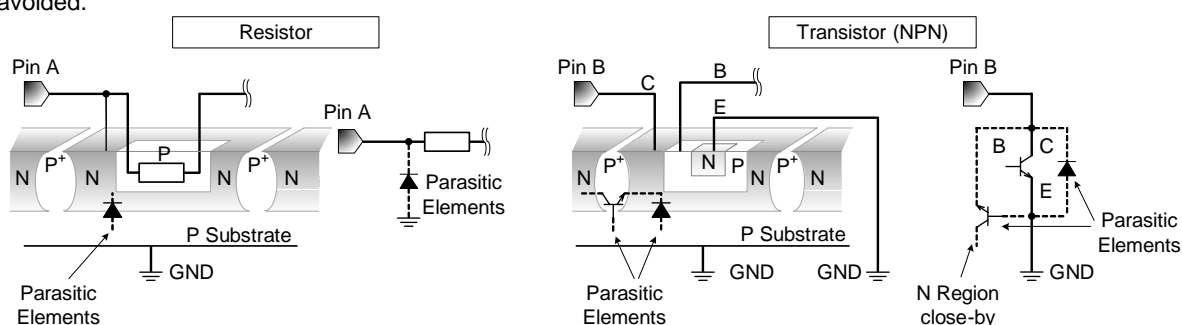 avoided.
Resistor
Transistor (NPN)
Pin A
Pin A
N P+ N P N P+ N
Parasitic
Elements
P Substrate
GND
Parasitic
Elements
Pin B
C
B
E
N P+ N P P+ N
N
P Substrate
GND
GND
Parasitic
Elements
Pin B
B C
E
Parasitic
Elements
GND
N Region
close-by